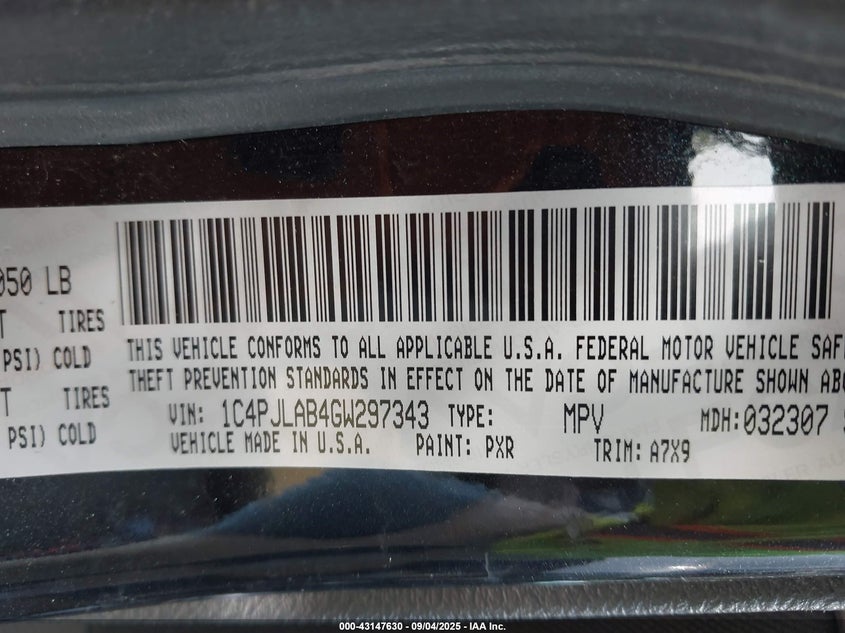 050 LB
T TIRES
PSI) COLD
T TIRES
PSI) COLD
THIS VEHICLE CONFORMS TO ALL APPLICABLE U.S.A. FEDERAL MOTOR VEHICLE SAF
THEFT PREVENTION STANDARDS IN EFFECT ON THE DATE OF MANUFACTURE SHOWN ABO
VIN: 1C4PJLAB4GW297343 TYPE: MPV MDH:032307
VEHICLE MADE IN U.S.A. PAINT: PXR TRIM: A7X9
000-43147630 - 09/04/2025 - IAA Inc.